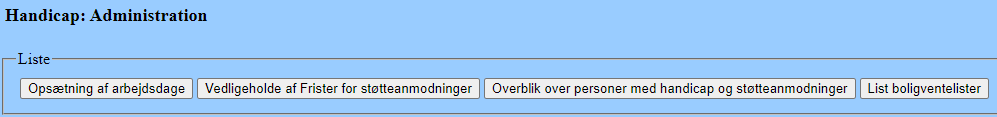 Handicap: Administration
Liste
Opsætning af arbejdsdage Vedligeholde af Frister for støtteanmodninger Overblik over personer med handicap og støtteanmodninger List boligventelister